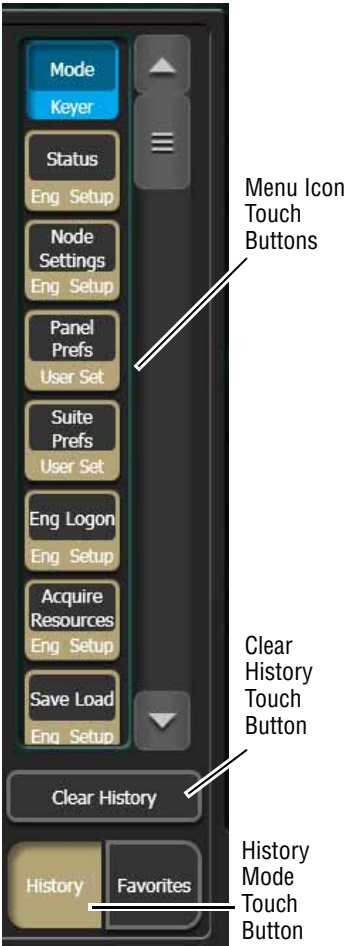 Mode
Keyer
Status
Eng Setup
Node
Settings
Eng Setup
Panel
Prefs
User Set
Suite
Prefs
User Set
Eng Logon
Eng Setup
Acquire
Resources
Eng Setup
Save Load
Eng Setup
Clear History
History
Favorites
Menu Icon
Touch
Buttons
Clear
History
Touch
Button
History
Mode
Touch
Button